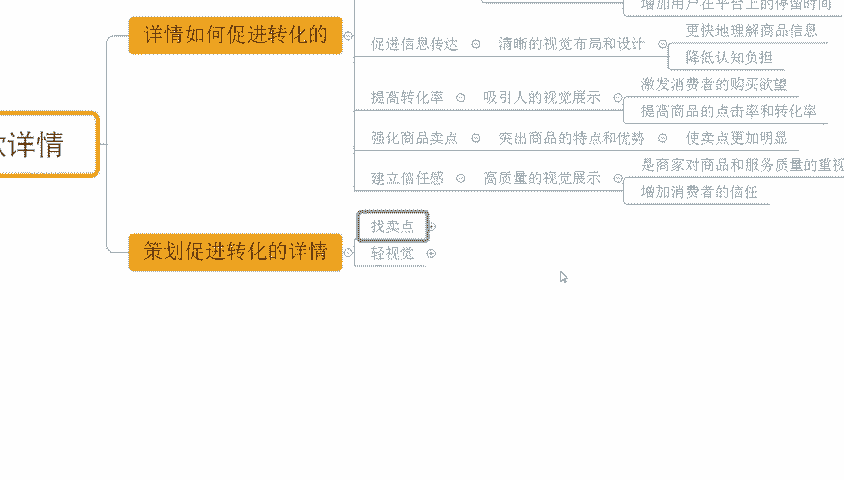 增加用户在平台上的停留时间
详情如何促进转化的
促进信息传达
清晰的视觉布局和设计
更快地理解商品信息
降低认知负担
提高转化率
吸引人的视觉展示
激发消费者的购买欲望
提高商品的点击率和转化率
强化商品卖点
突出商品的特点和优势
使卖点更加明显
建立信任感
高质量的视觉展示
是商家对商品和服务质量的重视
增加消费者的信任
款详情
策划促进转化的详情
找卖点
轻视觉